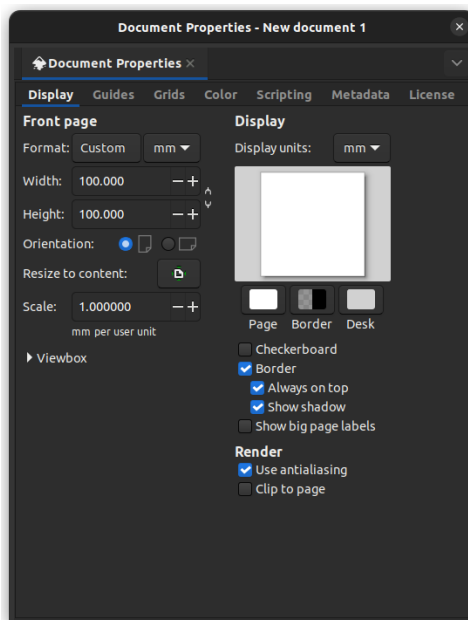 Document Properties - New document 1
Document Properties
Display Guides Grids Color Scripting Metadata License
Front page
Format: Custom mm
Width: 100.000
Height: 100.000
Orientation:
Resize to content:
Scale: 1.000000
mm per user unit
Viewbox
Display
Display units: mm
Page Border Desk
Checkerboard
Border
Always on top
Show shadow
Show big page labels
Render
Use antialiasing
Clip to page